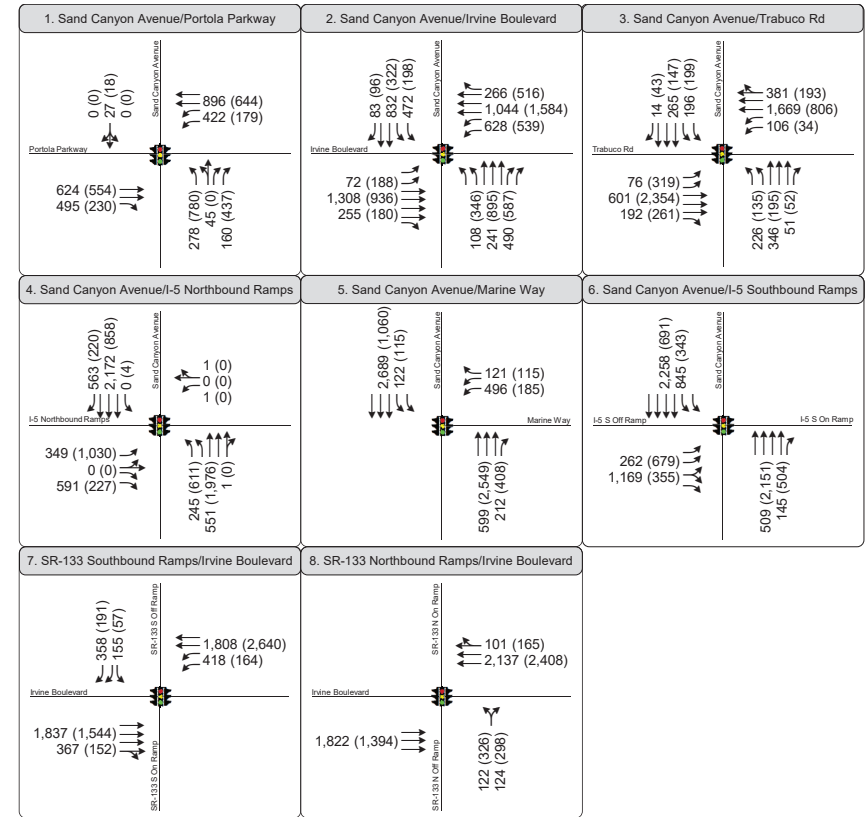 1. Sand Canyon Avenue/Portola Parkway
0 (0)
27 (18)
0 (0)
Sand Canyon Avenue
896 (644)
422 (179)
Portola Parkway
624 (554)
495 (230)
278 (780)
45 (0)
160 (437)
2. Sand Canyon Avenue/Irvine Boulevard
83 (96)
832 (322)
472 (198)
Sand Canyon Avenue
266 (516)
1,044 (1,584)
628 (539)
Irvine Boulevard
72 (188)
1,308 (936)
255 (180)
108 (346)
241 (895)
490 (587)
3. Sand Canyon Avenue/Trabuco Rd
14 (43)
265 (147)
196 (199)
Sand Canyon Avenue
381 (193)
1,669 (806)
106 (34)
Trabuco Rd
76 (319)
601 (2,354)
192 (261)
226 (135)
346 (195)
51 (52)
4. Sand Canyon Avenue/I-5 Northbound Ramps
563 (220)
2,172 (858)
0 (4)
Sand Canyon Avenue
1 (0)
0 (0)
1 (0)
I-5 Northbound Ramps
349 (1,030)
0 (0)
591 (227)
245 (611)
551 (1,976)
1 (0)
5. Sand Canyon Avenue/Marine Way
2,689 (1,060)
122 (115)
Sand Canyon Avenue
121 (115)
496 (185)
Marine Way
599 (2,549)
212 (408)
6. Sand Canyon Avenue/I-5 Southbound Ramps
2,258 (691)
845 (343)
Sand Canyon Avenue
I-5 S Off Ramp
I-5 S On Ramp
262 (679)
1,169 (355)
509 (2,151)
145 (504)
7. SR-133 Southbound Ramps/Irvine Boulevard
358 (191)
155 (57)
SR-133 S Off Ramp
1,808 (2,640)
418 (164)
Irvine Boulevard
1,837 (1,544)
367 (152)
SR-133 S On Ramp
8. SR-133 Northbound Ramps/Irvine Boulevard
SR-133 N On Ramp
101 (165)
2,137 (2,408)
Irvine Boulevard
1,822 (1,394)
SR-133 N Off Ramp
122 (326)
124 (298)